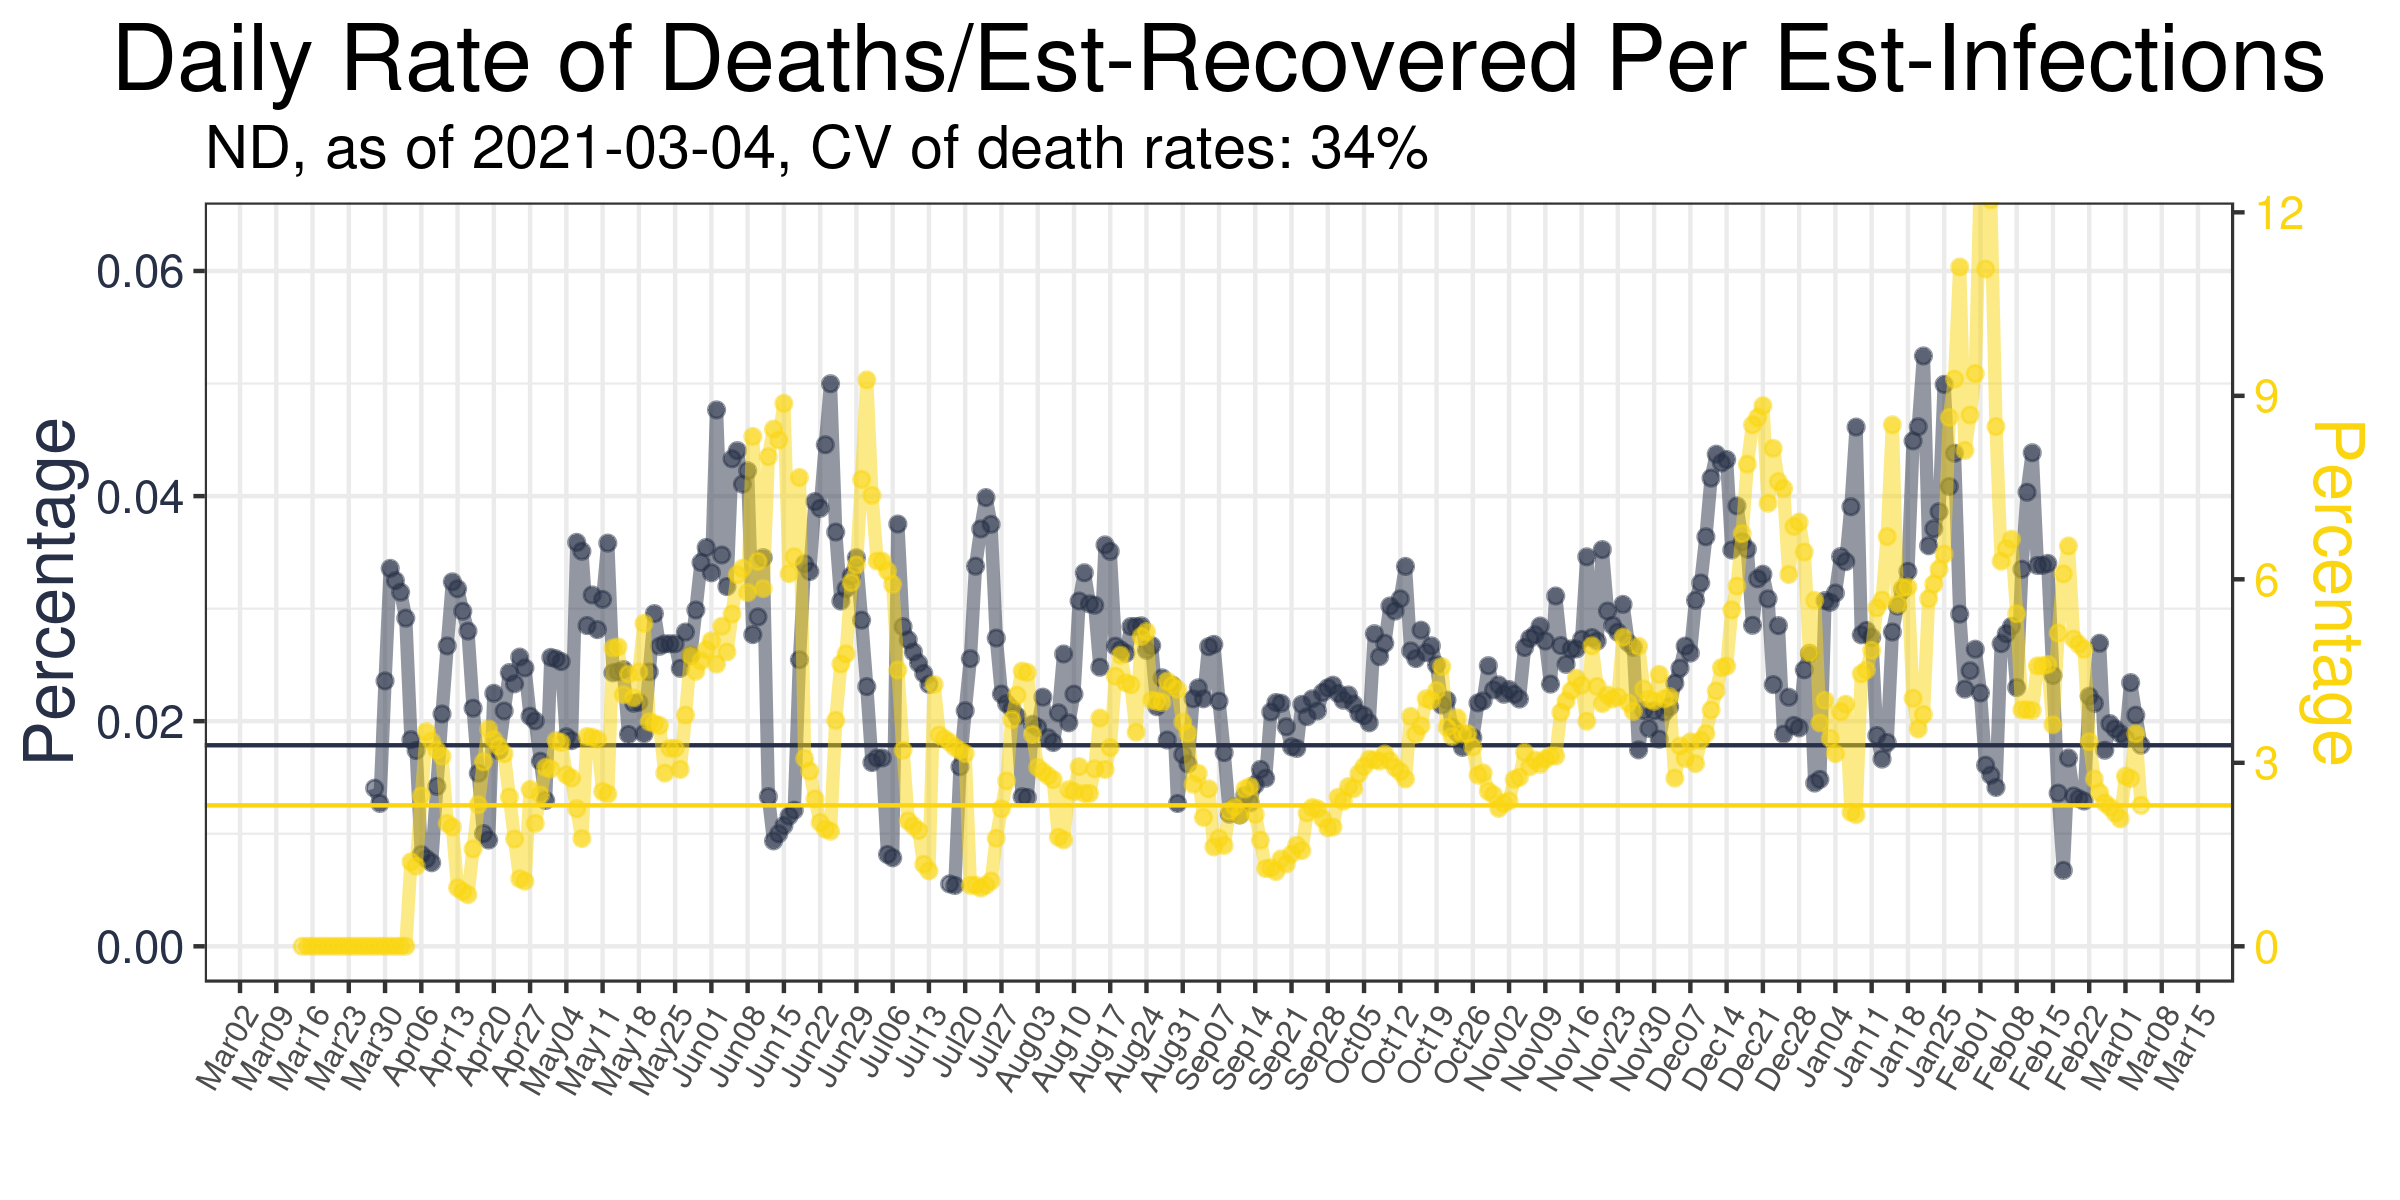 Daily Rate of Deaths/Est-Recovered Per Est-Infections
ND, as of 2021-03-04, CV of death rates: 34%
Percentage
0.06
0.04
0.02
0.00
12
9
6
3
0
Percentage
Mar02
Mar09
Mar16
Mar23
Mar30
Apr06
Apr13
Apr20
Apr27
May04
May11
May18
May25
Jun01
Jun08
Jun15
Jun22
Jun29
Jul06
Jul13
Jul20
Jul27
Aug03
Aug10
Aug17
Aug24
Aug31
Sep07
Sep14
Sep21
Sep28
Oct05
Oct12
Oct19
Oct26
Nov02
Nov09
Nov16
Nov23
Nov30
Dec07
Dec14
Dec21
Dec28
Jan04
Jan11
Jan18
Jan25
Feb01
Feb08
Feb15
Feb22
Mar01
Mar08
Mar15